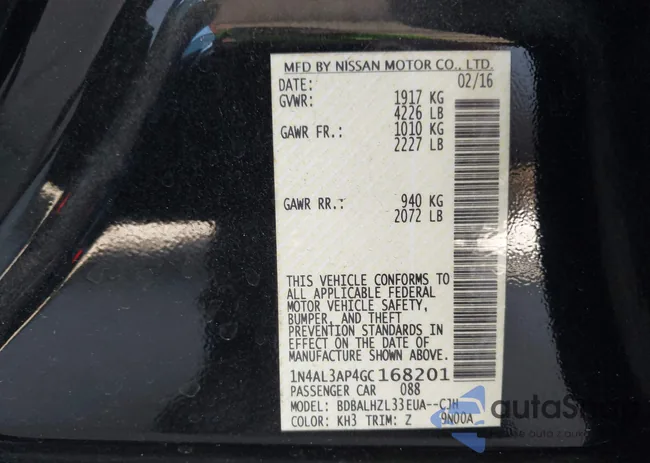 MFD BY NISSAN MOTOR CO., LTD.
DATE: 02/16
GVWR: 1917 KG
4226 LB
GAWR FR.: 1010 KG
2227 LB
GAWR RR.: 940 KG
2072 LB
THIS VEHICLE CONFORMS TO
ALL APPLICABLE FEDERAL
MOTOR VEHICLE SAFETY,
BUMPER, AND THEFT
PREVENTION STANDARDS IN
EFFECT ON THE DATE OF
MANUFACTURE SHOWN ABOVE.
1N4AL3AP4GC168201
PASSENGER CAR 088
MODEL: BDBALHZL33EUA--CJH
COLOR: KH3 TRIM: Z 9N00A